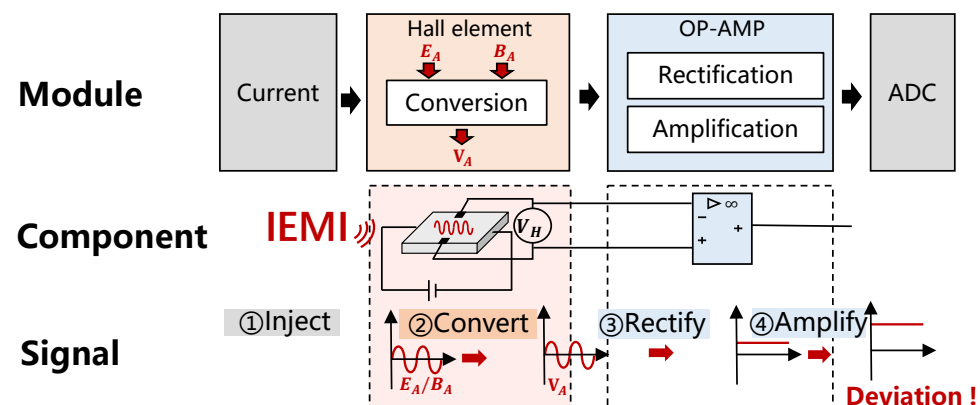 Module
Current
Hall element
E_A B_A
Conversion
V_A
OP-AMP
Rectification
Amplification
ADC
Component
IEMI
V_H
▷ ∞
−
+ +
Signal
①Inject
②Convert
③Rectify
④Amplify
E_A/B_A
V_A
Deviation !